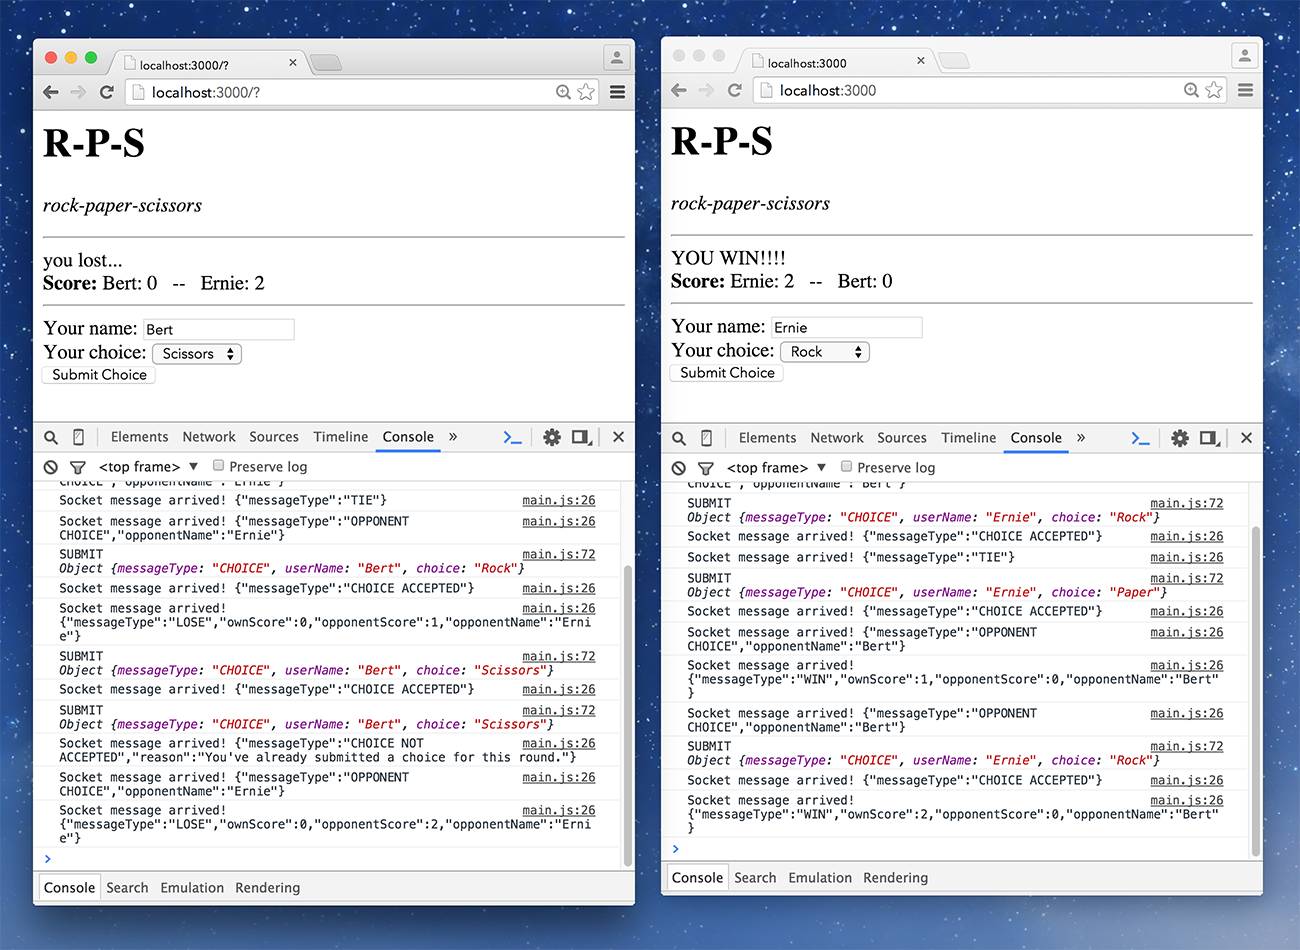 localhost:3000/?
localhost:3000/?
R-P-S
rock-paper-scissors
you lost...
Score: Bert: 0 -- Ernie: 2
Your name: Bert
Your choice: Scissors
Submit Choice
Elements Network Sources Timeline Console »
<top frame> Preserve log
CHOICE","opponentName":"Ernie"}
Socket message arrived! {"messageType":"TIE"} main.js:26
Socket message arrived! {"messageType":"OPPONENT main.js:26
CHOICE","opponentName":"Ernie"}
SUBMIT main.js:72
Object {messageType: "CHOICE", userName: "Bert", choice: "Rock"}
Socket message arrived! {"messageType":"CHOICE ACCEPTED"} main.js:26
Socket message arrived! main.js:26
{"messageType":"LOSE","ownScore":0,"opponentScore":1,"opponentName":"Erni
e"}
SUBMIT main.js:72
Object {messageType: "CHOICE", userName: "Bert", choice: "Scissors"}
Socket message arrived! {"messageType":"CHOICE ACCEPTED"} main.js:26
SUBMIT main.js:72
Object {messageType: "CHOICE", userName: "Bert", choice: "Scissors"}
Socket message arrived! {"messageType":"CHOICE NOT main.js:26
ACCEPTED","reason":"You've already submitted a choice for this round."}
Socket message arrived! {"messageType":"OPPONENT main.js:26
CHOICE","opponentName":"Ernie"}
Socket message arrived! main.js:26
{"messageType":"LOSE","ownScore":0,"opponentScore":2,"opponentName":"Erni
e"}
Console Search Emulation Rendering
localhost:3000
localhost:3000
R-P-S
rock-paper-scissors
YOU WIN!!!!
Score: Ernie: 2 -- Bert: 0
Your name: Ernie
Your choice: Rock
Submit Choice
Elements Network Sources Timeline Console »
<top frame> Preserve log
CHOICE","opponentName":"Bert"}
SUBMIT main.js:72
Object {messageType: "CHOICE", userName: "Ernie", choice: "Rock"}
Socket message arrived! {"messageType":"CHOICE ACCEPTED"} main.js:26
Socket message arrived! {"messageType":"TIE"} main.js:26
SUBMIT main.js:72
Object {messageType: "CHOICE", userName: "Ernie", choice: "Paper"}
Socket message arrived! {"messageType":"CHOICE ACCEPTED"} main.js:26
Socket message arrived! {"messageType":"OPPONENT main.js:26
CHOICE","opponentName":"Bert"}
Socket message arrived! main.js:26
{"messageType":"WIN","ownScore":1,"opponentScore":0,"opponentName":"Bert"
}
Socket message arrived! {"messageType":"OPPONENT main.js:26
CHOICE","opponentName":"Bert"}
SUBMIT main.js:72
Object {messageType: "CHOICE", userName: "Ernie", choice: "Rock"}
Socket message arrived! {"messageType":"CHOICE ACCEPTED"} main.js:26
Socket message arrived! main.js:26
{"messageType":"WIN","ownScore":2,"opponentScore":0,"opponentName":"Bert"
}
Console Search Emulation Rendering